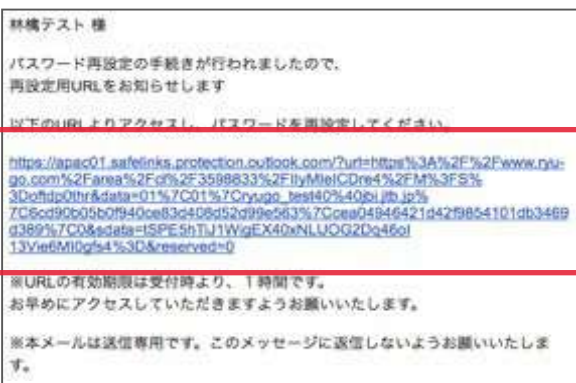 林橋テスト 様
パスワード再設定の手続きが行われましたので、
再設定用URLをお知らせします
以下のURLよりアクセスし、パスワードを再設定してください。
https://apac01.safelinks.protection.outlook.com/?url=https%3A%2F%2Fwww.ryu-
go.com%2Farea%2Fcf%2F3598833%2FIlyMIeICDre4%2FM%3FS%
3Doftdp0thr&data=01%7C01%7Cryugo_test40%40jbi.jtb.jp%
7C6cd90b05b0f940ce83d408d52d99e563%7Ccea04946421d42f9854101db3469
d389%7C0&sdata=tSPE5hTiJ1WigEX40xNLUOG2Dq46oI
13Vie6MI0gfs4%3D&reserved=0
※URLの有効期限は受付時より、1時間です。
お早めにアクセスしていただきますようお願いいたします。
※本メールは送信専用です。このメッセージに返信しないようお願いいたしま
す。